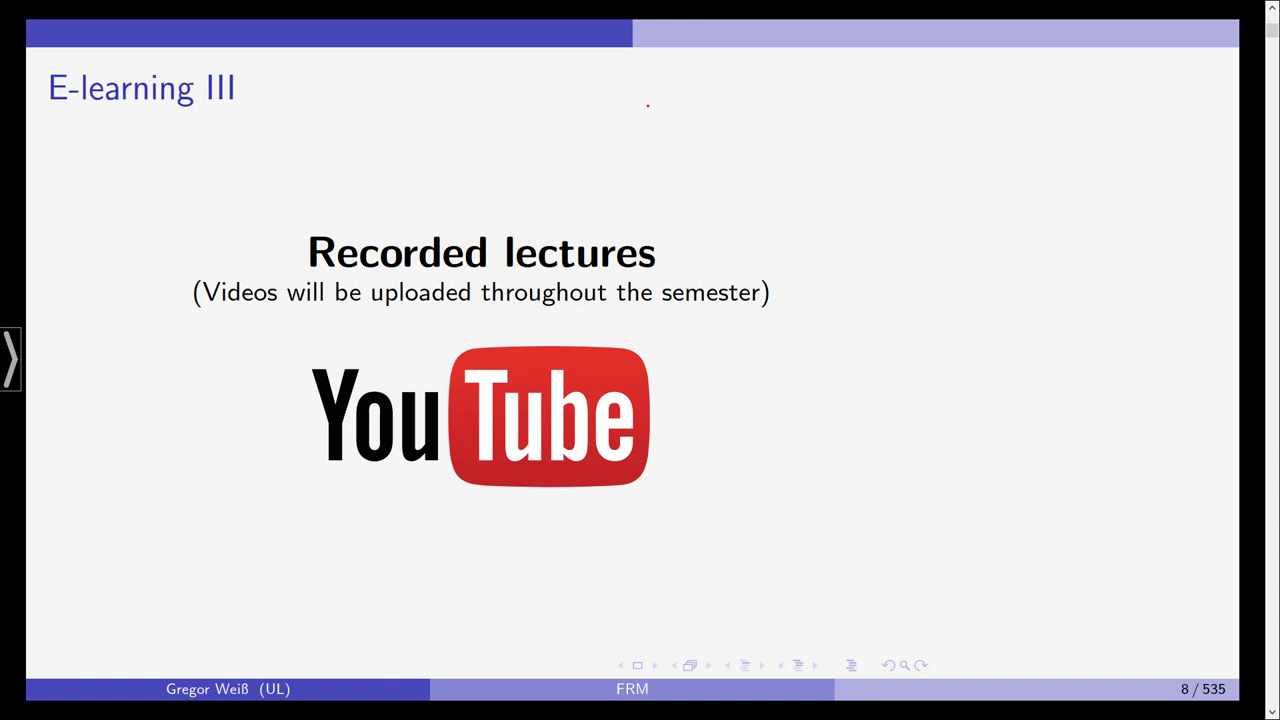 E-learning III
Recorded lectures
(Videos will be uploaded throughout the semester)
YouTube
Gregor Weiß (UL)
FRM
8 / 535